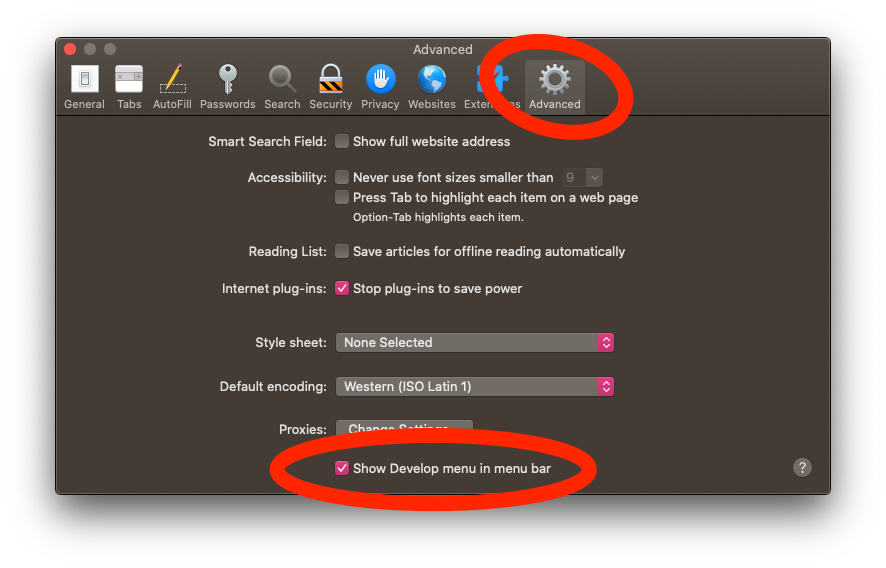 Advanced
General Tabs AutoFill Passwords Search Security Privacy Websites Advanced
Smart Search Field: Show full website address
Accessibility: Never use font sizes smaller than 9
Press Tab to highlight each item on a web page
Option-Tab highlights each item.
Reading List: Save articles for offline reading automatically
Internet plug-ins: Stop plug-ins to save power
Style sheet: None Selected
Default encoding: Western (ISO Latin 1)
Proxies: Change Settings...
Show Develop menu in menu bar
?